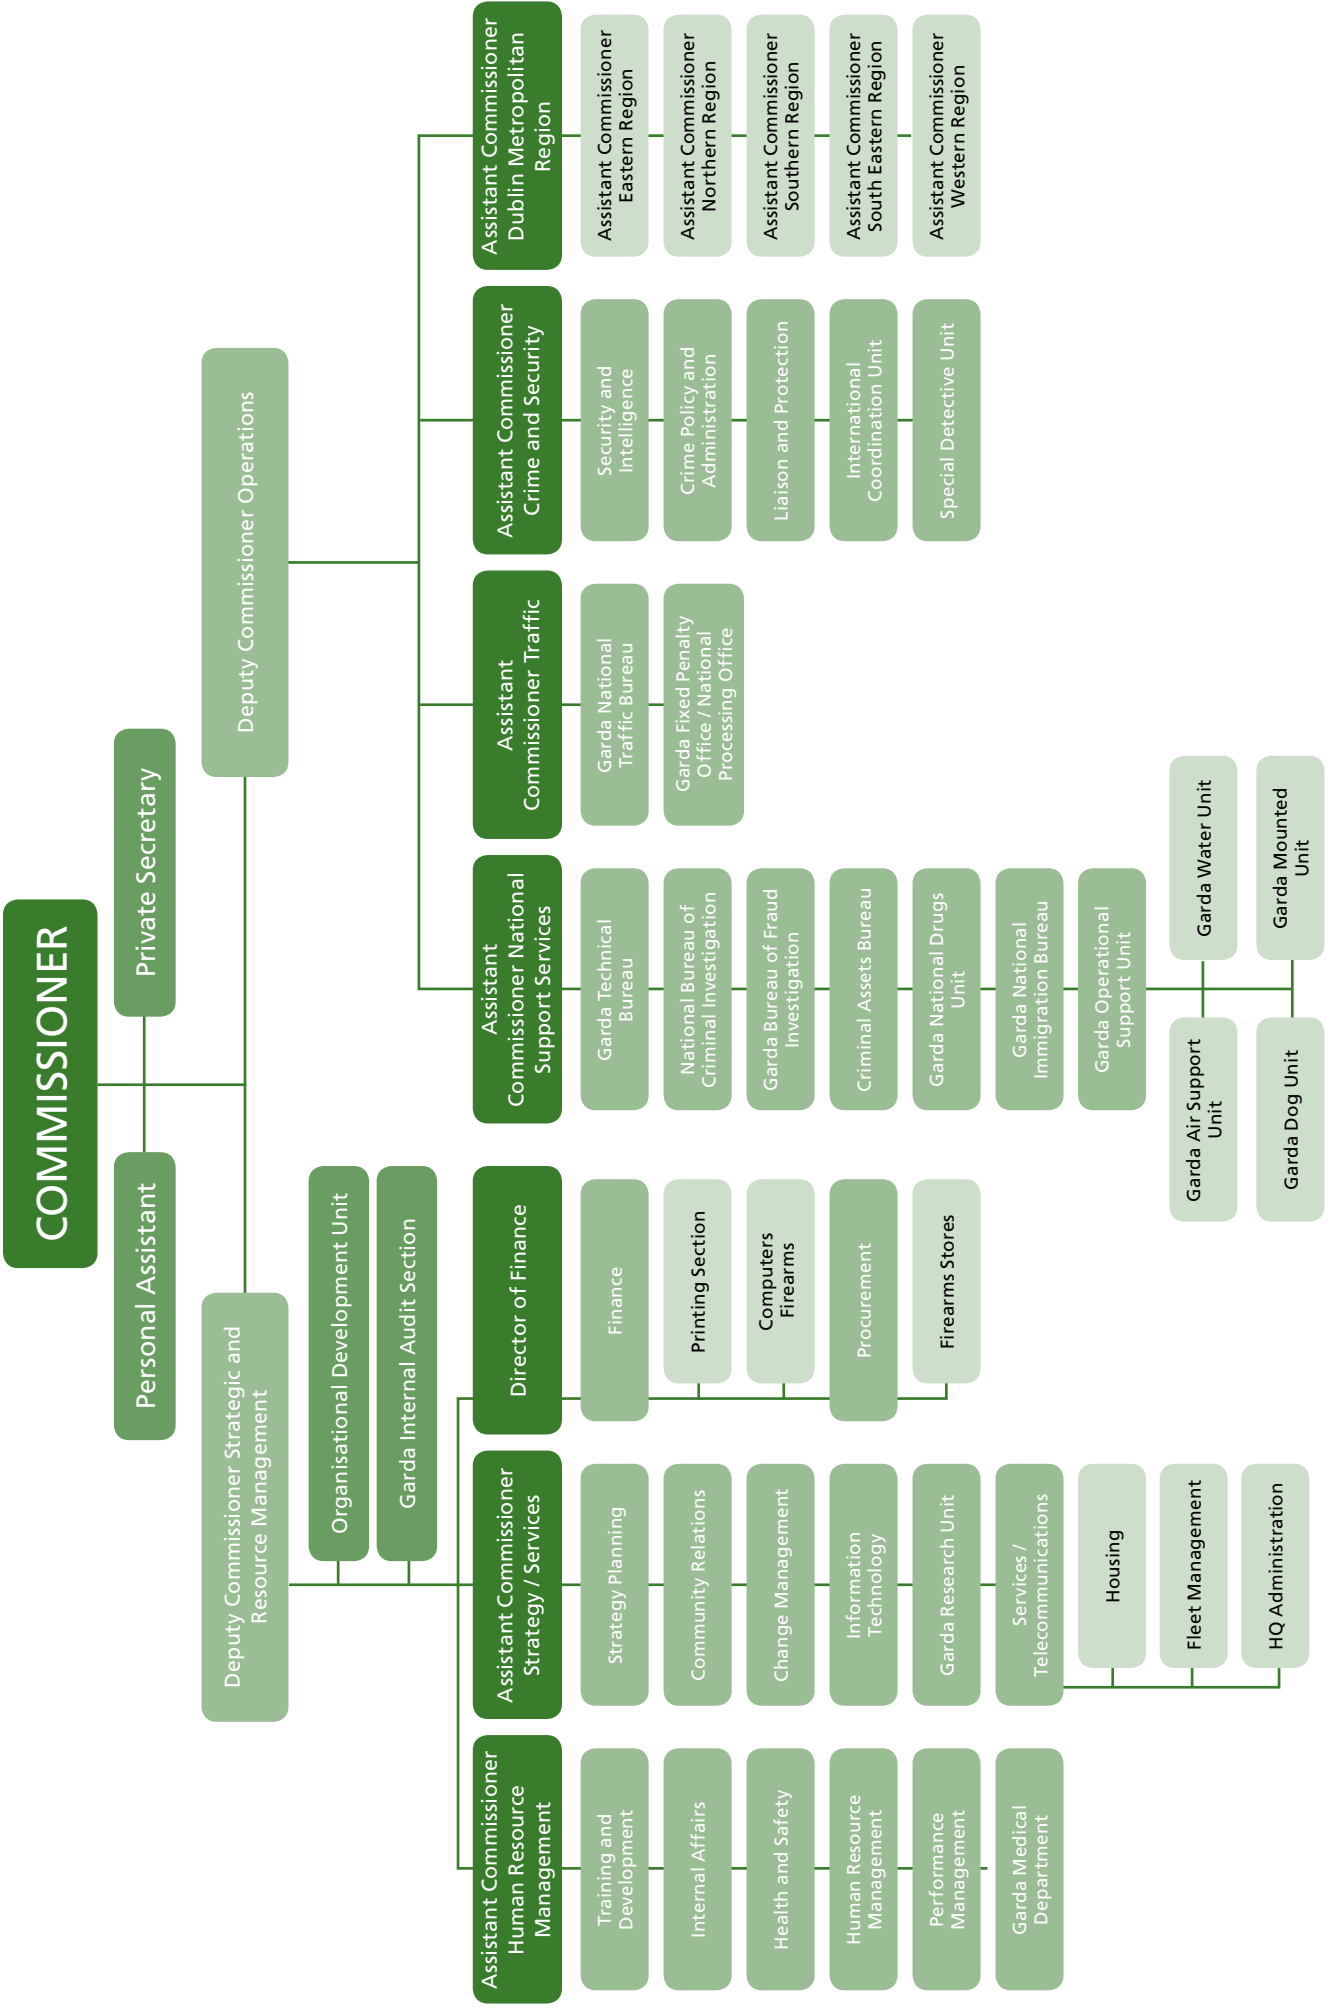 COMMISSIONER
Personal Assistant
Private Secretary
Deputy Commissioner Strategic and
Resource Management
Deputy Commissioner Operations
Organisational Development Unit
Garda Internal Audit Section
Assistant Commissioner
Human Resource
Management
Training and
Development
Internal Affairs
Health and Safety
Human Resource
Management
Performance
Management
Garda Medical
Department
Assistant Commissioner
Strategy / Services
Strategy Planning
Community Relations
Change Management
Information
Technology
Garda Research Unit
Services /
Telecommunications
Housing
Fleet Management
HQ Administration
Director of Finance
Finance
Printing Section
Computers
Firearms
Procurement
Firearms Stores
Assistant
Commissioner National
Support Services
Garda Technical
Bureau
National Bureau of
Criminal Investigation
Garda Bureau of Fraud
Investigation
Criminal Assets Bureau
Garda National Drugs
Unit
Garda National
Immigration Bureau
Garda Operational
Support Unit
Garda Air Support
Unit
Garda Water Unit
Garda Dog Unit
Garda Mounted
Unit
Assistant
Commissioner Traffic
Garda National
Traffic Bureau
Garda Fixed Penalty
Office / National
Processing Office
Assistant Commissioner
Crime and Security
Security and
Intelligence
Crime Policy and
Administration
Liaison and Protection
International
Coordination Unit
Special Detective Unit
Assistant Commissioner
Dublin Metropolitan
Region
Assistant Commissioner
Eastern Region
Assistant Commissioner
Northern Region
Assistant Commissioner
Southern Region
Assistant Commissioner
South Eastern Region
Assistant Commissioner
Western Region